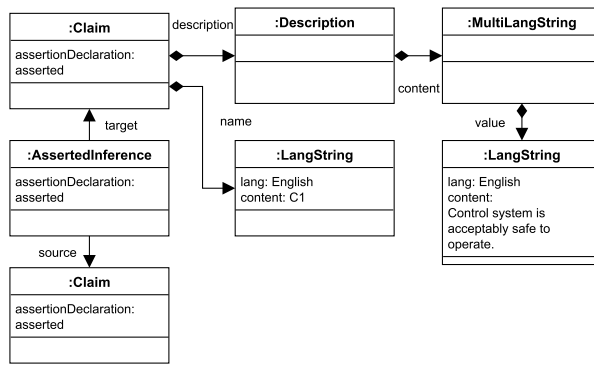 :Claim
assertionDeclaration:
asserted
description
:Description
:MultiLangString
content
name
value
target
:AssertedInference
assertionDeclaration:
asserted
:LangString
lang: English
content: C1
:LangString
lang: English
content:
Control system is
acceptably safe to
operate.
source
:Claim
assertionDeclaration:
asserted